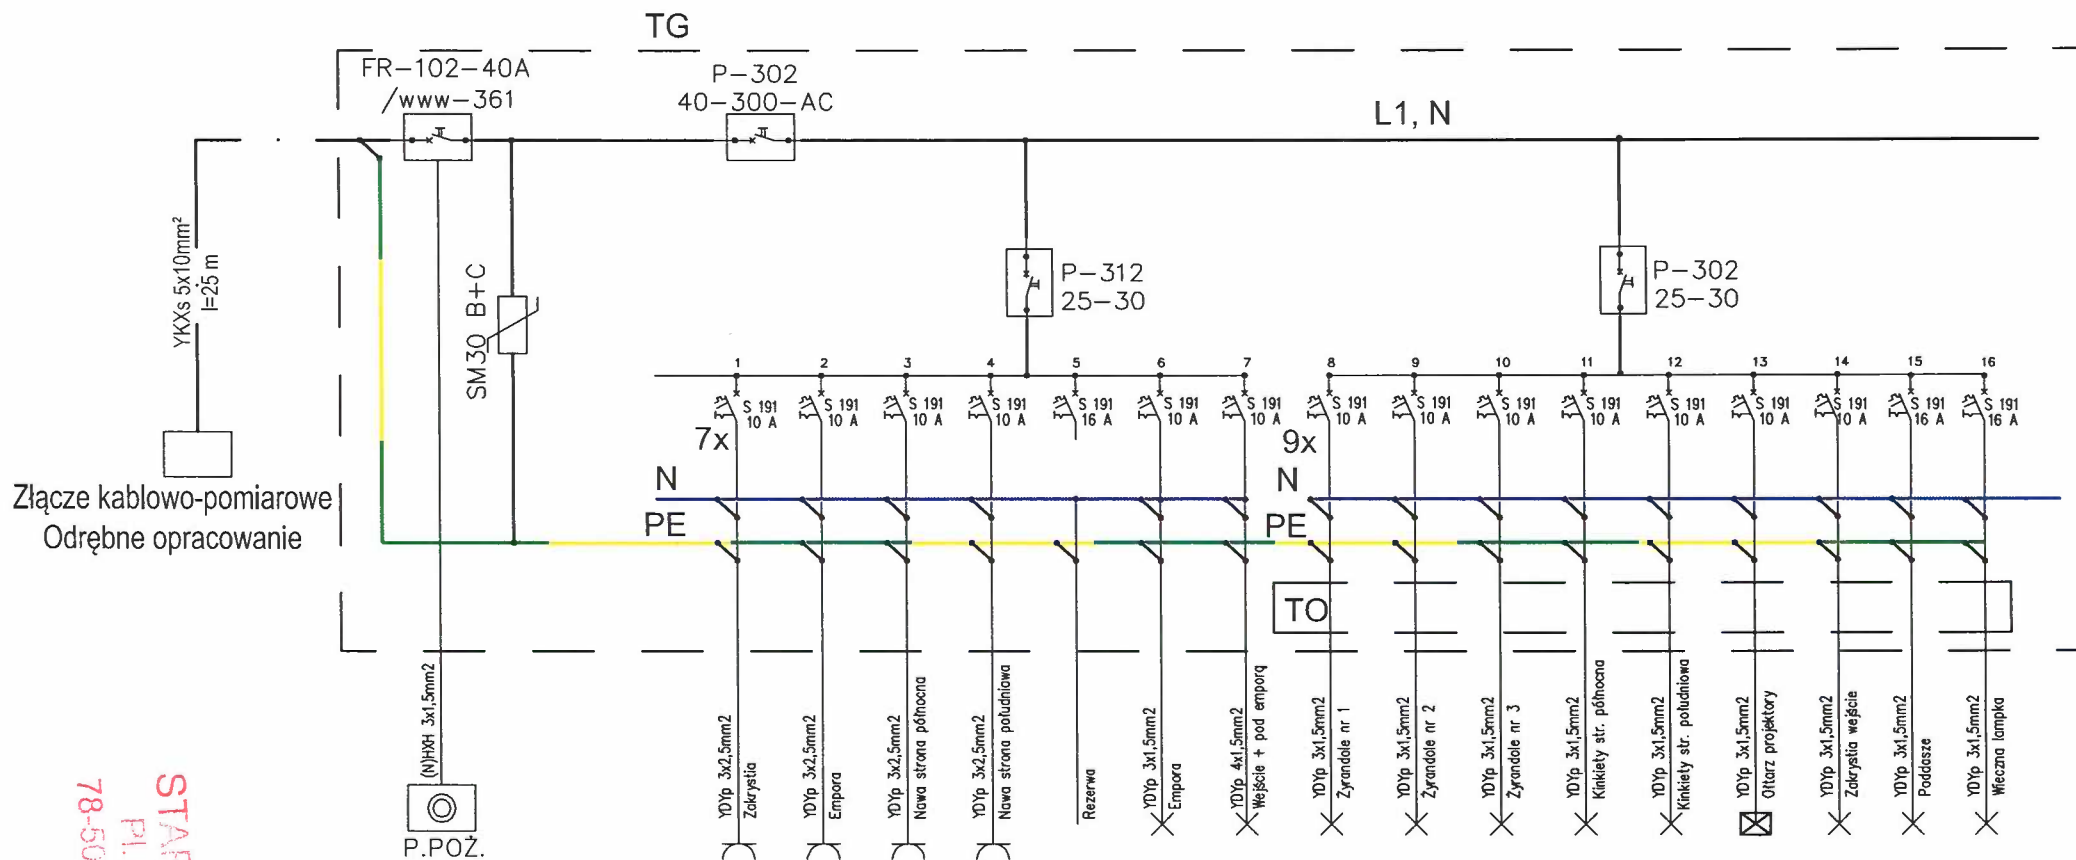 TG
FR-102-40A
/www-361
P-302
40-300-AC
L1, N
YKXs 5x10mm²
l=25 m
SM30 B+C
P-312
25-30
P-302
25-30
1 2 3 4 5 6 7 8 9 10 11 12 13 14 15 16
S 191
10 A
S 191
10 A
S 191
10 A
S 191
10 A
S 191
16 A
S 191
10 A
S 191
10 A
S 191
10 A
S 191
10 A
S 191
10 A
S 191
10 A
S 191
10 A
S 191
10 A
S 191
10 A
S 191
16 A
S 191
16 A
7x
9x
N
N
PE
PE
Złącze kablowo-pomiarowe
Odrębne opracowanie
TO
(N)HXH 3x1,5mm2
P.POŻ.
YDYp 3x2,5mm2
Zakrystia
YDYp 3x2,5mm2
Empora
YDYp 3x2,5mm2
Nawa strona północna
YDYp 3x2,5mm2
Nawa strona południowa
Rezerwa
YDYp 3x1,5mm2
Empora
YDYp 4x1,5mm2
Wejście + pod emporą
YDYp 3x1,5mm2
Żyrandole nr 1
YDYp 3x1,5mm2
Żyrandole nr 2
YDYp 3x1,5mm2
Żyrandole nr 3
YDYp 3x1,5mm2
Kinkiety str. północna
YDYp 3x1,5mm2
Kinkiety str. południowa
YDYp 3x1,5mm2
Ołtarz projektory
YDYp 3x1,5mm2
Zakrystia wejście
YDYp 3x1,5mm2
Poddasze
YDYp 3x1,5mm2
Wieczna lampka
Pl.
78-50